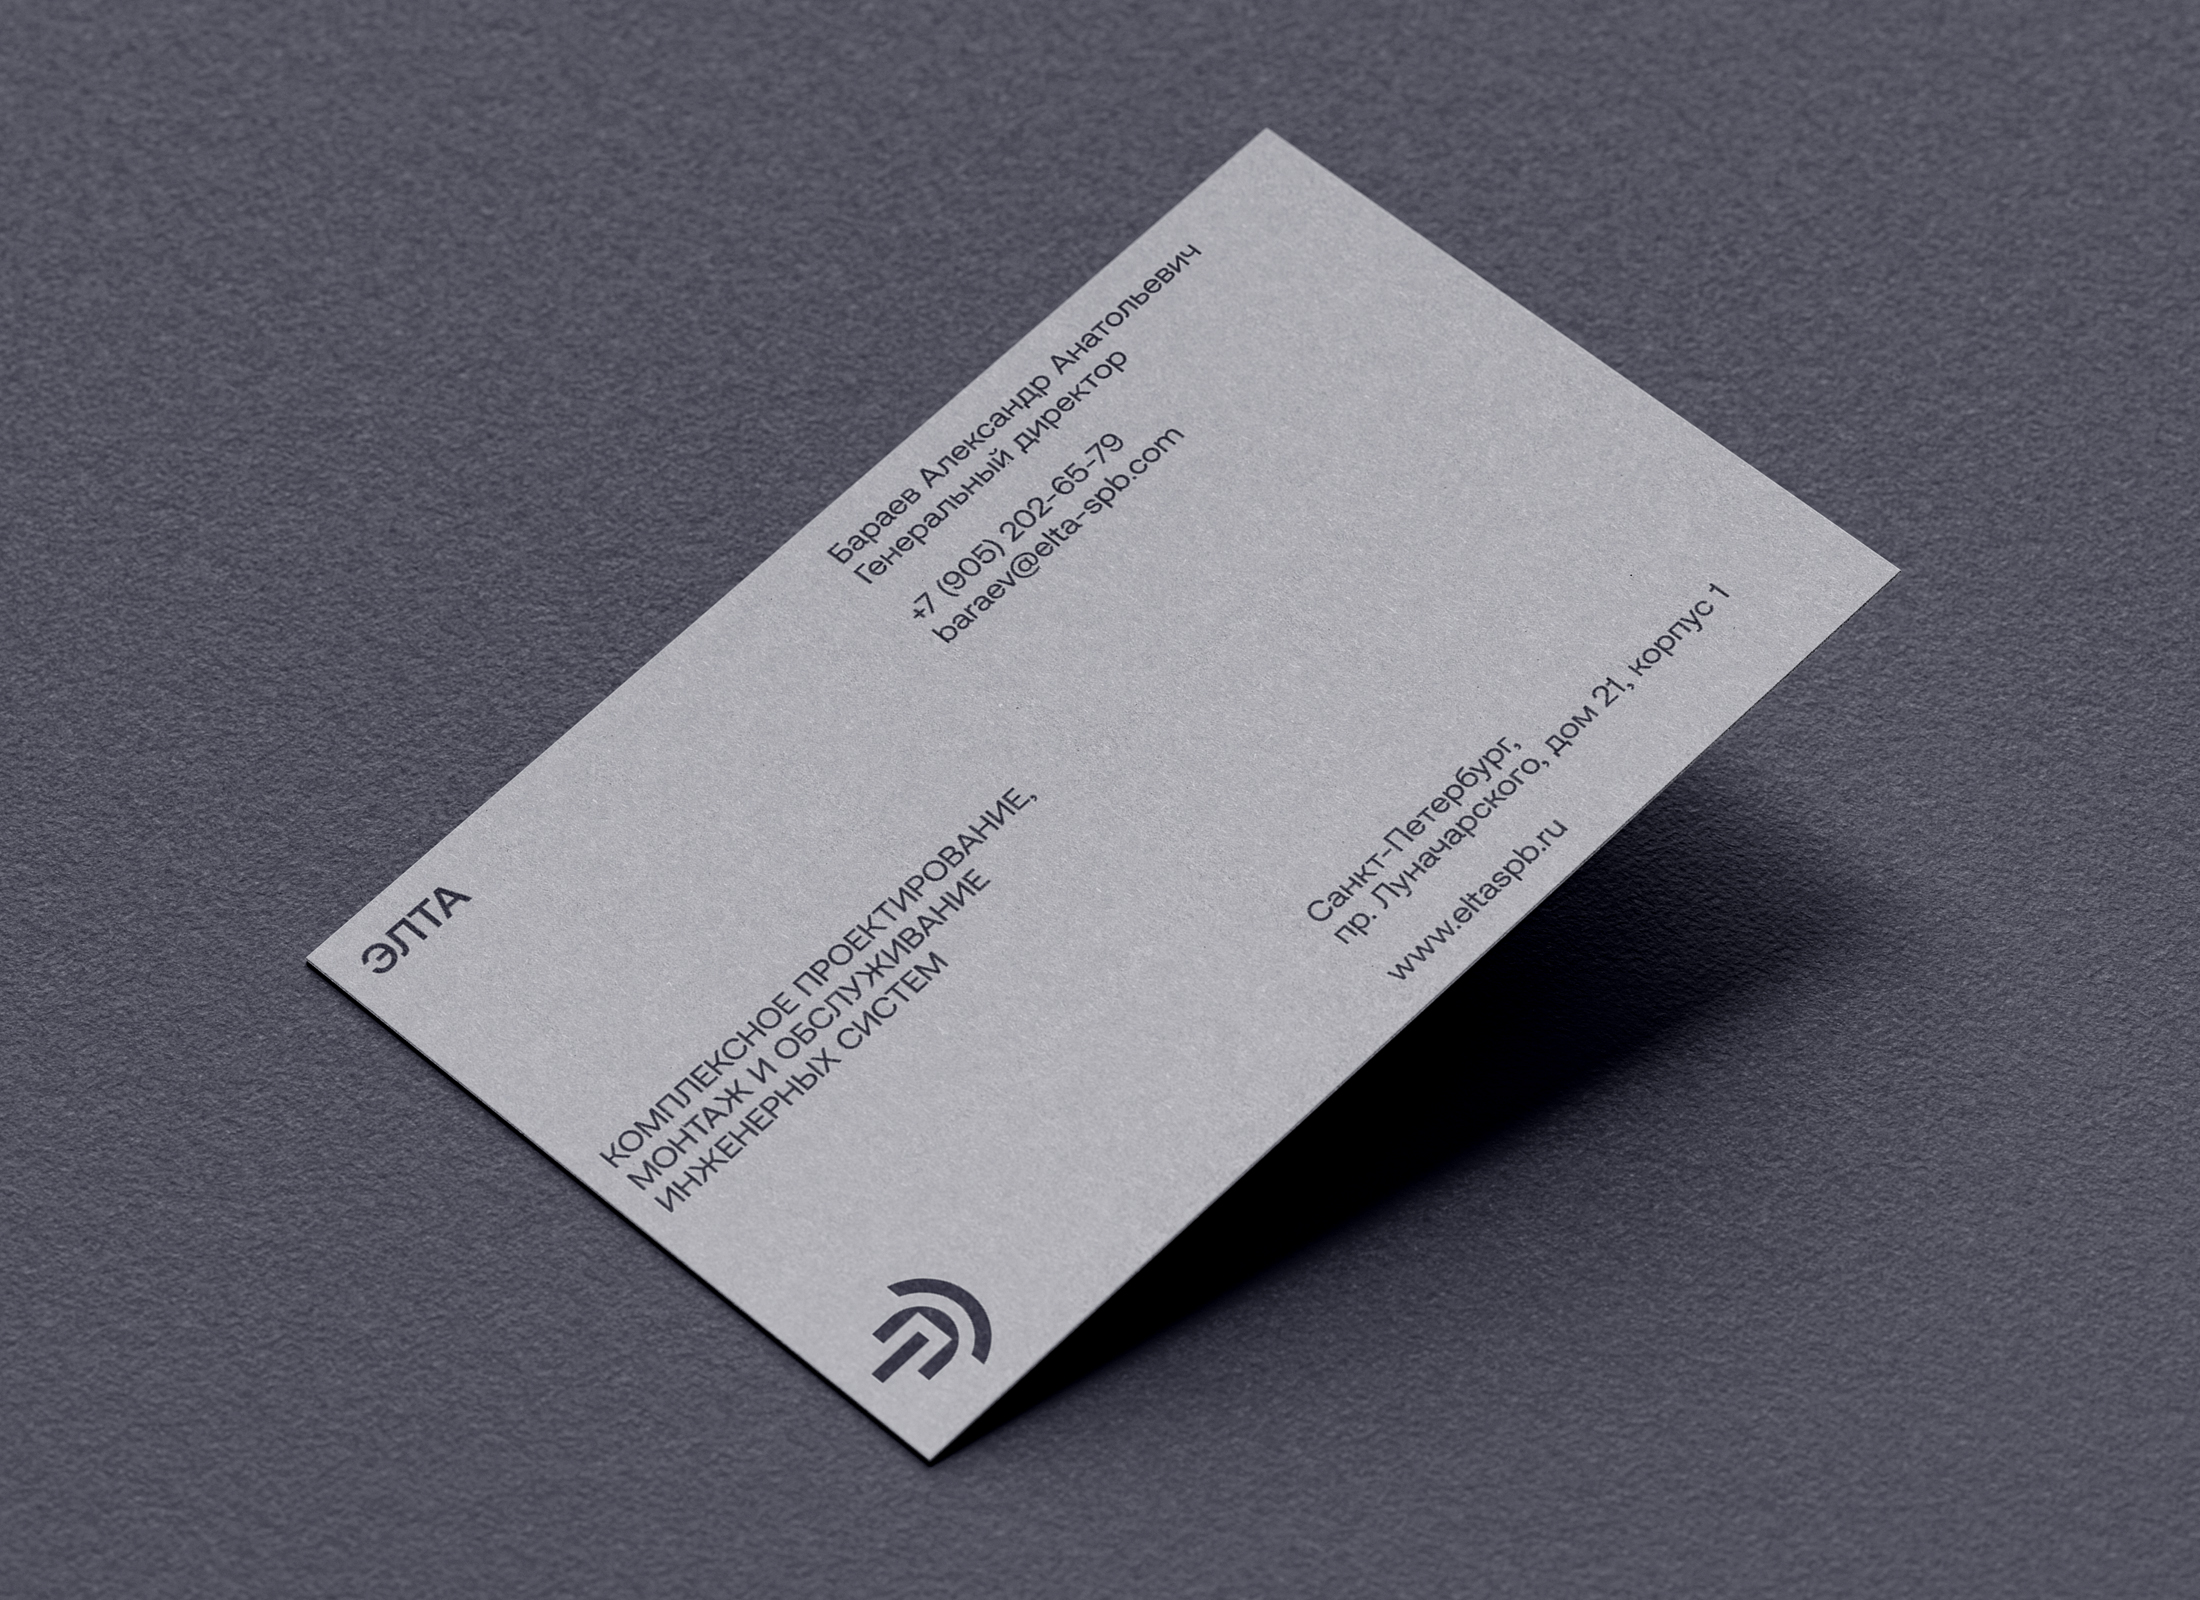 ЭЛТА
Бараев Александр Анатольевич
Генеральный директор
+7 (905) 202-65-79
baraev@elta-spb.com
КОМПЛЕКСНОЕ ПРОЕКТИРОВАНИЕ,
МОНТАЖ И ОБСЛУЖИВАНИЕ
ИНЖЕНЕРНЫХ СИСТЕМ
Санкт-Петербург,
пр. Луначарского, дом 21, корпус 1
www.eltaspb.ru